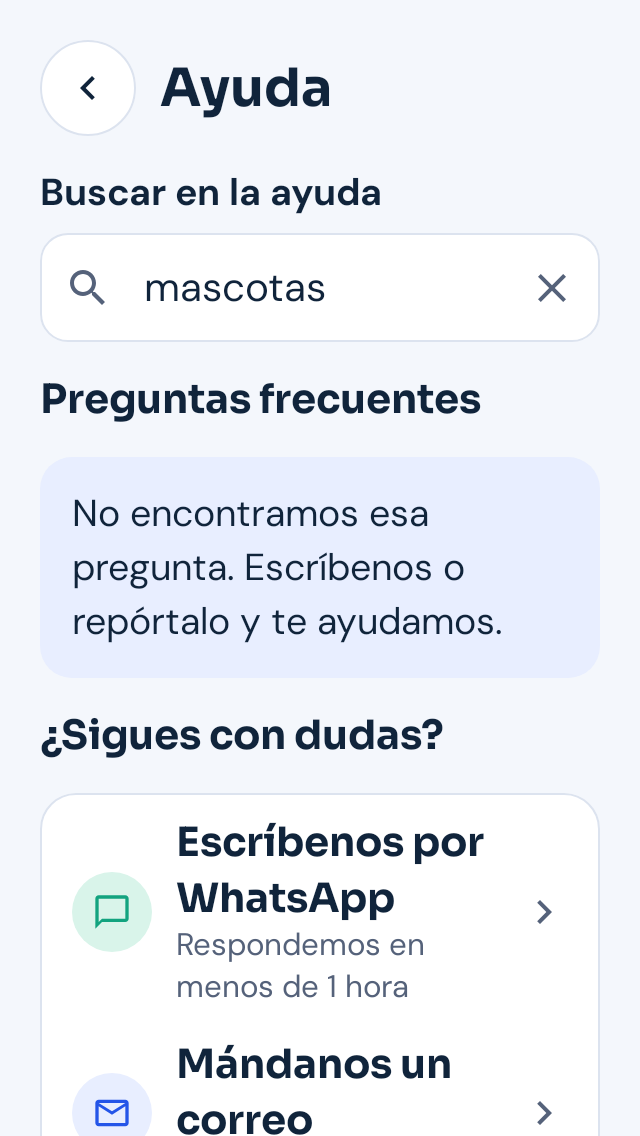 Ayuda
Buscar en la ayuda
mascotas
Preguntas frecuentes
No encontramos esa
pregunta. Escríbenos o
repórtalo y te ayudamos.
¿Sigues con dudas?
Escríbenos por
WhatsApp
Respondemos en
menos de 1 hora
Mándanos un
correo